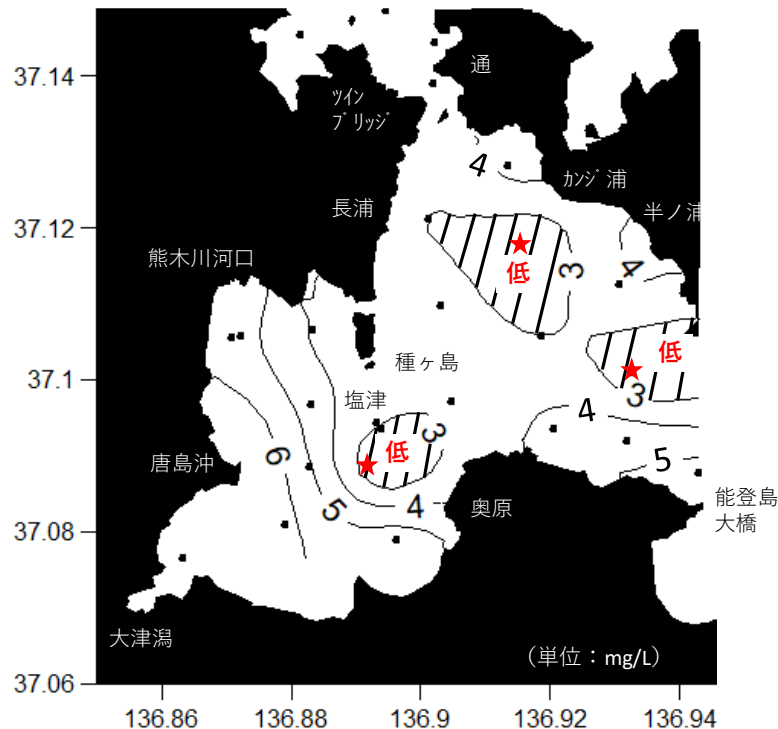 37.14
37.12
37.1
37.08
37.06
136.86
136.88
136.9
136.92
136.94
通
ﾂｲﾝ
ﾌﾞﾘｯｼﾞ
4
ｶﾝｼﾞ浦
長浦
半ノ浦
熊木川河口
低
3
4
低
3
種ヶ島
塩津
4
3
低
6
5
唐島沖
5
4
奥原
能登島
大橋
大津潟
（単位：mg/L）